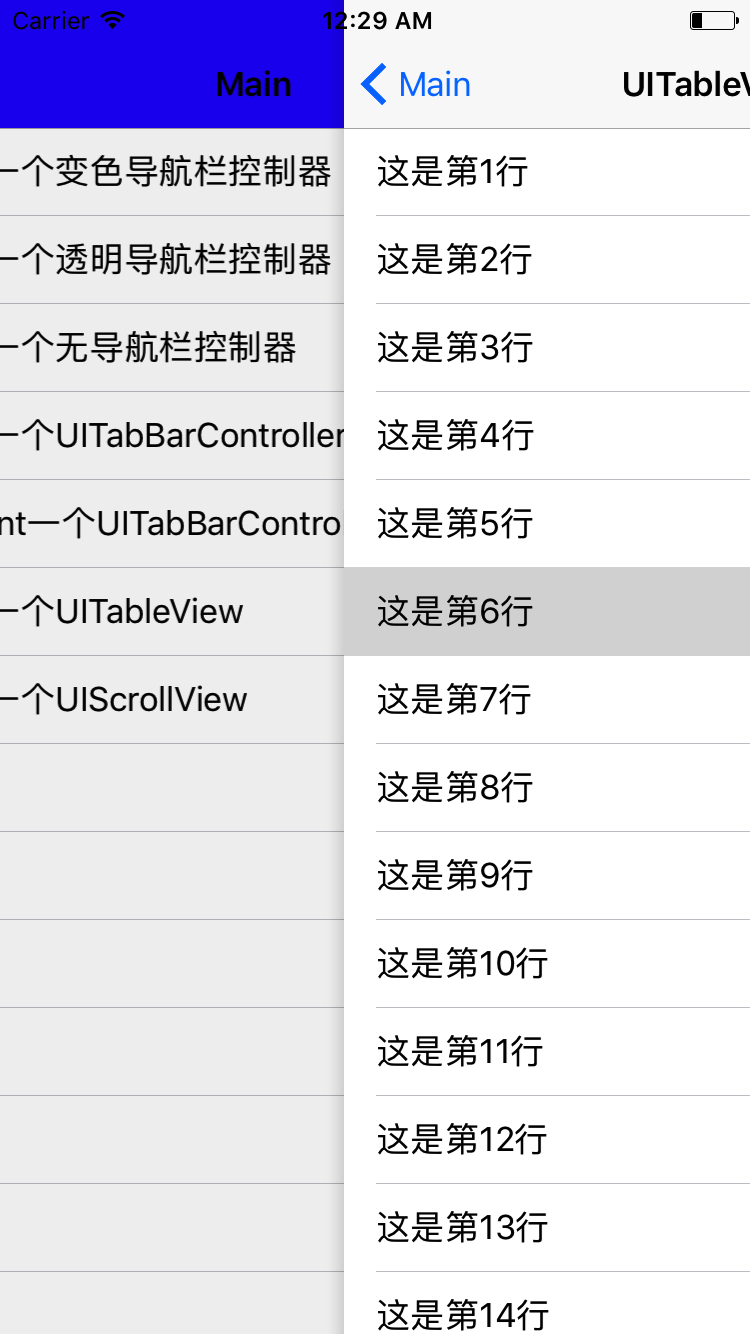 Carrier 12:29 AM
Main
一个变色导航栏控制器
一个透明导航栏控制器
一个无导航栏控制器
一个UITabBarController
nt一个UITabBarControl
一个UITableView
一个UIScrollView
Main UITableV
这是第1行
这是第2行
这是第3行
这是第4行
这是第5行
这是第6行
这是第7行
这是第8行
这是第9行
这是第10行
这是第11行
这是第12行
这是第13行
这是第14行